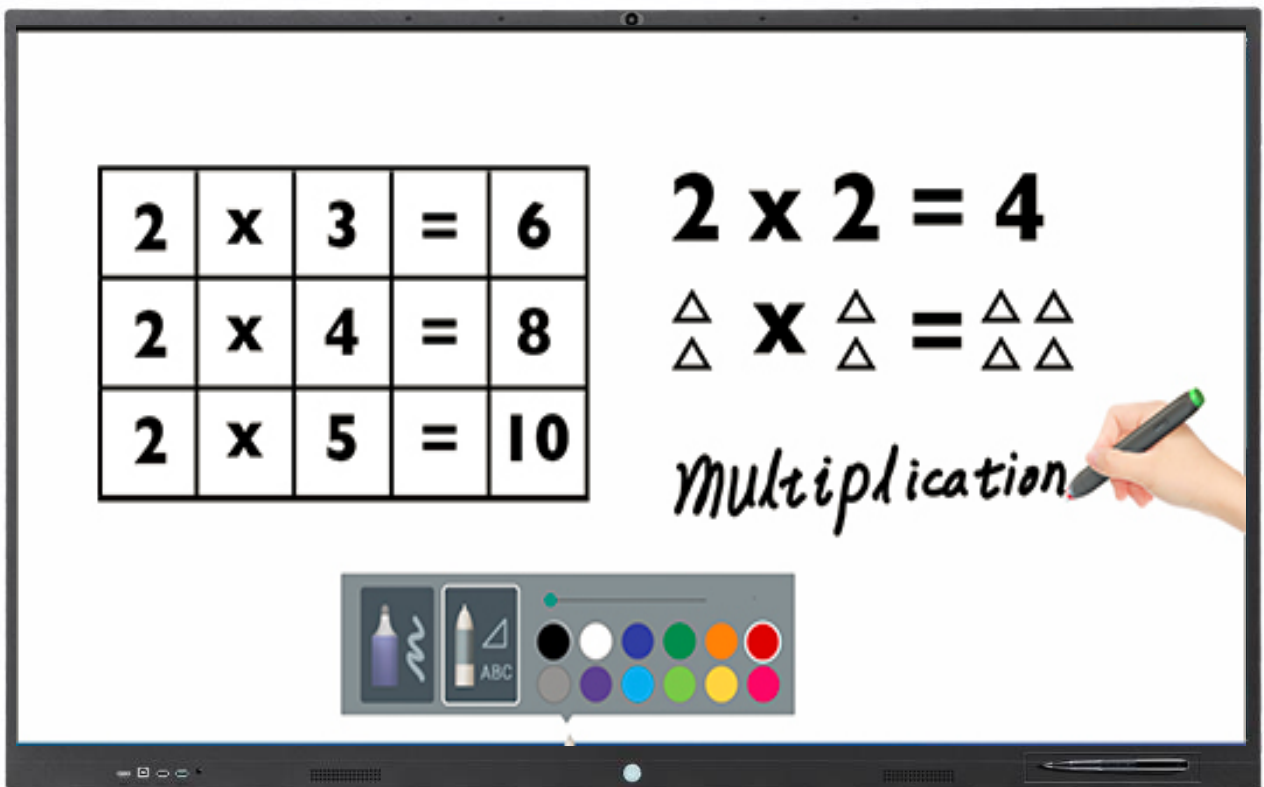 2 x 3 = 6
2 x 4 = 8
2 x 5 = 10
2 x 2 = 4
x =
multiplication
ABC